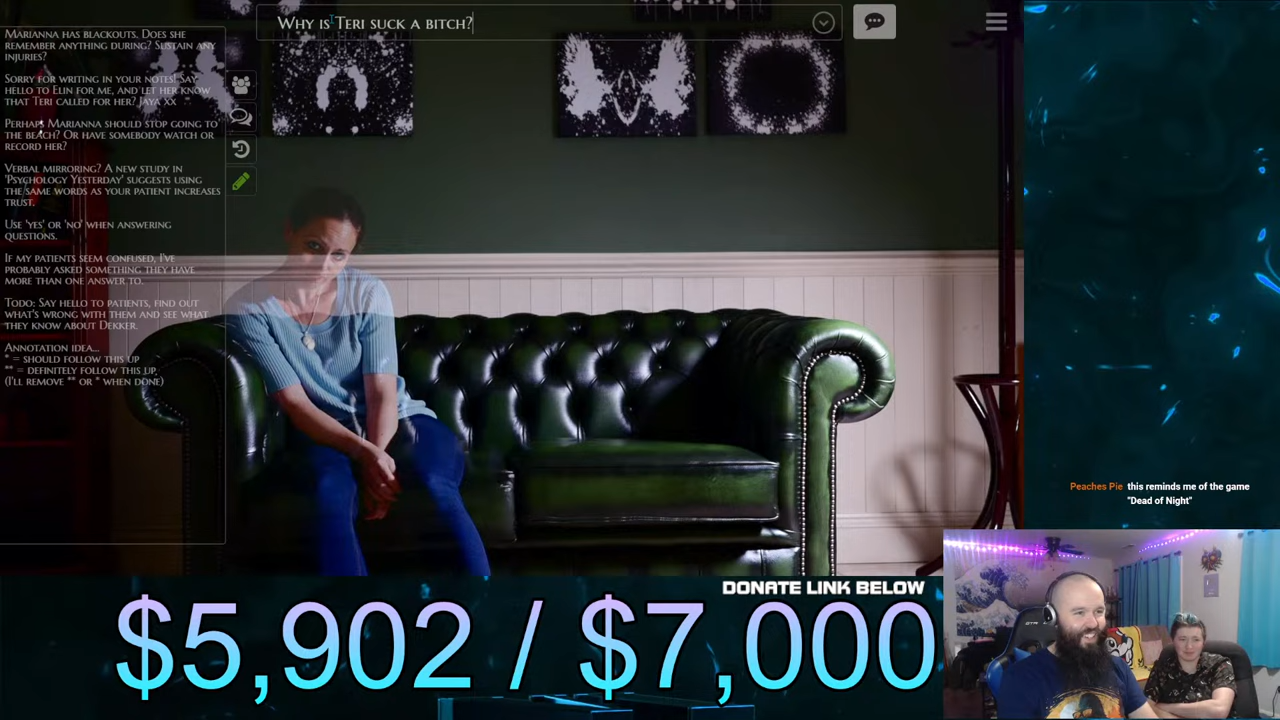 Why is Teri suck a bitch?
Marianna has blackouts. Does she
remember anything during? Sustain any
injuries?
Sorry for writing in your notes! Say
hello to Elin for me, and let her know
that Teri called for her? Jaya xx
Perhaps Marianna should stop going to
the beach? Or have somebody watch or
record her?
Verbal mirroring? A new study in
'Psychology Yesterday' suggests using
the same words as your patient increases
trust.
Use 'yes' or 'no' when answering
questions.
If my patients seem confused, I've
probably asked something they have
more than one answer to.
Todo: Say hello to patients, find out
what's wrong with them and see what
they know about Dekker.
Annotation idea...
* = should follow this up
** = definitely follow this up
(I'll remove ** or * when done)
Peaches Pie this reminds me of the game
"Dead of Night"
DONATE LINK BELOW
$5,902 / $7,000